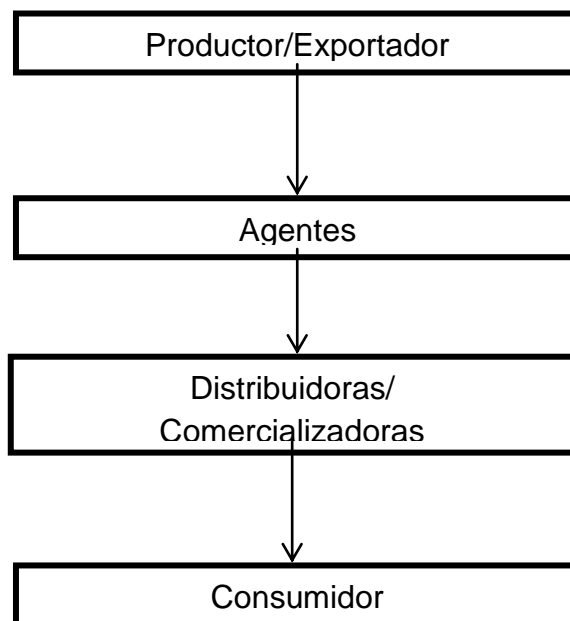 Productor/Exportador
Agentes
Distribuidoras/
Comercializadoras
Consumidor